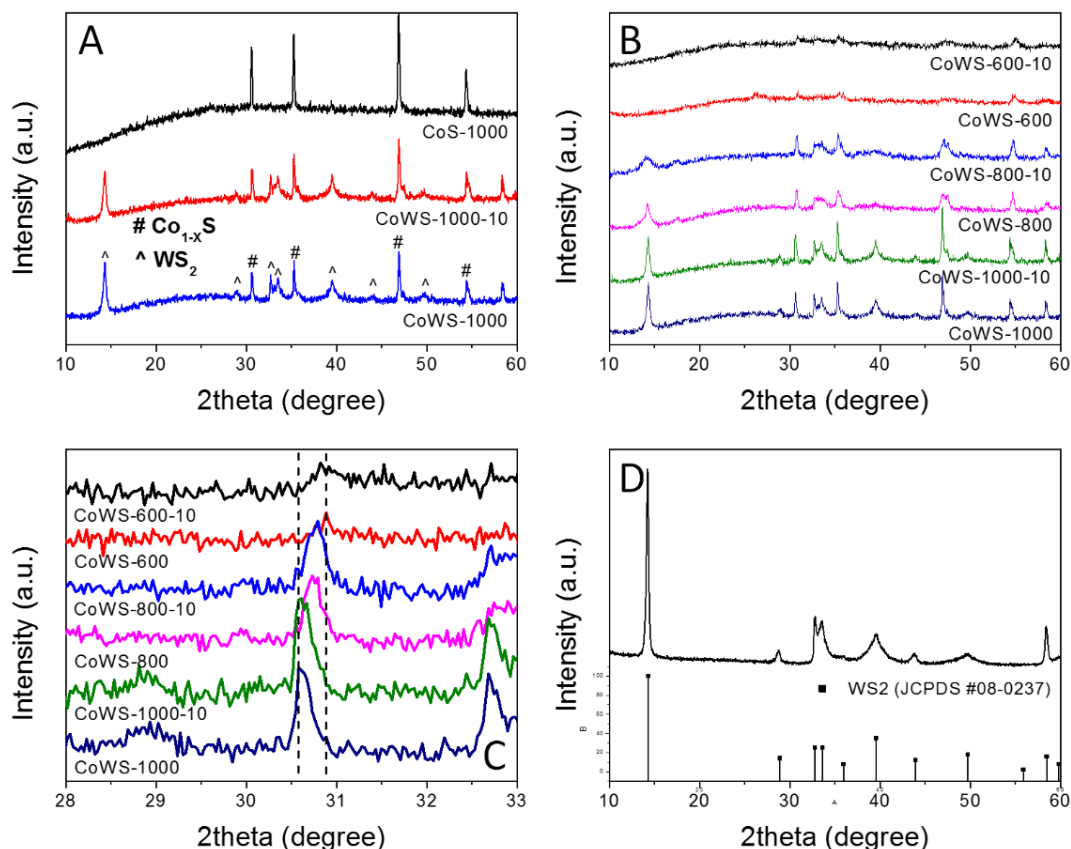 A
Intensity (a.u.)
CoS-1000
CoWS-1000-10
# Co1-XS
^ WS2
^ ^ # ^ ^ # ^ ^ # ^ #
CoWS-1000
10 20 30 40 50 60
2theta (degree)
B
Intensity (a.u.)
CoWS-600-10
CoWS-600
CoWS-800-10
CoWS-800
CoWS-1000-10
CoWS-1000
10 20 30 40 50 60
2theta (degree)
Intensity (a.u.)
CoWS-600-10
CoWS-600
CoWS-800-10
CoWS-800
CoWS-1000-10
CoWS-1000
C
28 29 30 31 32 33
2theta (degree)
D
Intensity (a.u.)
WS2 (JCPDS #08-0237)
100
80
60
40
20
0
B
20 40 60
A
10 20 30 40 50 60
2theta (degree)